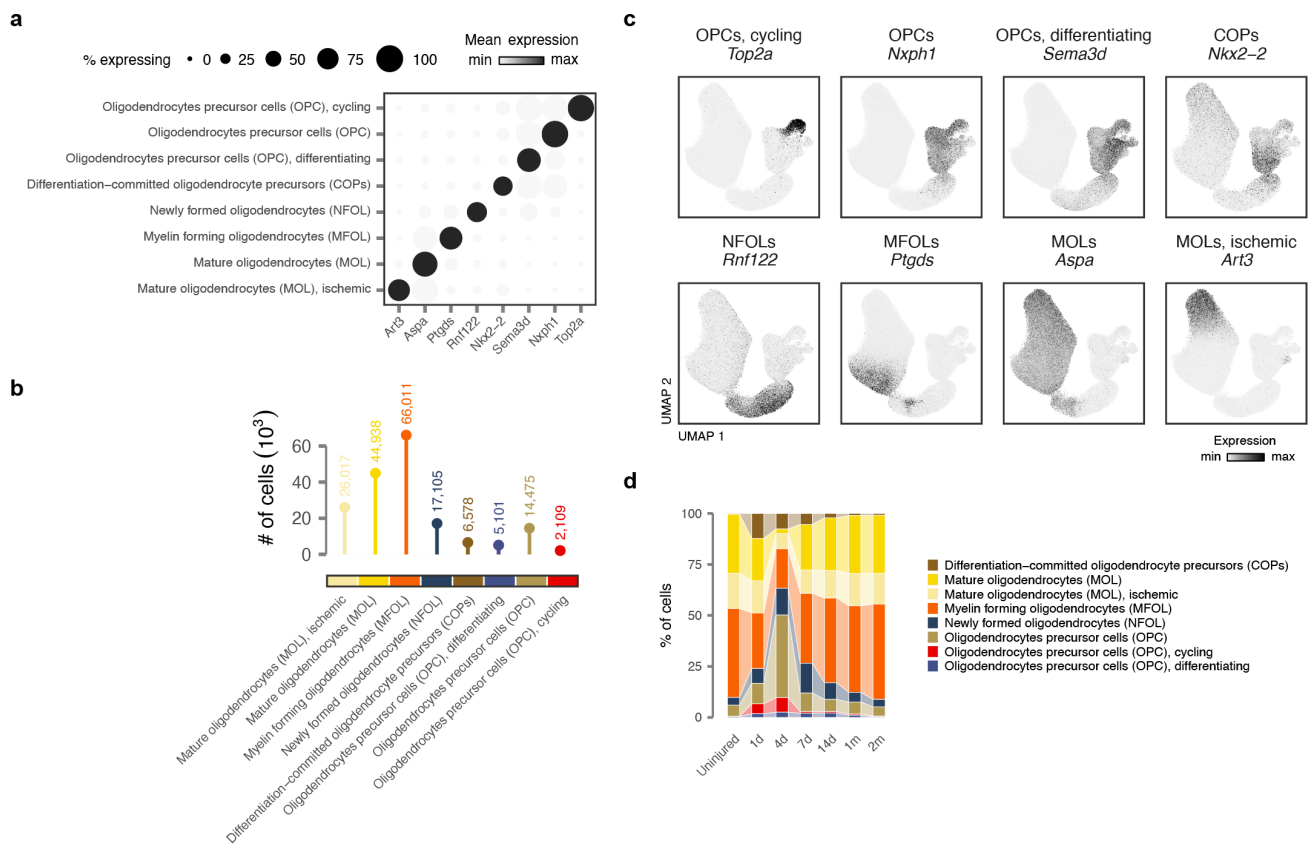 a
% expressing 0 25 50 75 100
Mean expression
min max
Oligodendrocytes precursor cells (OPC), cycling
Oligodendrocytes precursor cells (OPC)
Oligodendrocytes precursor cells (OPC), differentiating
Differentiation−committed oligodendrocyte precursors (COPs)
Newly formed oligodendrocytes (NFOL)
Myelin forming oligodendrocytes (MFOL)
Mature oligodendrocytes (MOL)
Mature oligodendrocytes (MOL), ischemic
Art3
Aspa
Ptgds
Rnf122
Nkx2−2
Sema3d
Nxph1
Top2a
b
# of cells (10³)
60
40
20
0
26,017
44,938
66,011
17,105
6,578
5,101
14,475
2,109
Mature oligodendrocytes (MOL), ischemic
Mature oligodendrocytes (MOL)
Myelin forming oligodendrocytes (MFOL)
Newly formed oligodendrocytes (NFOL)
Differentiation−committed oligodendrocyte precursors (COPs)
Oligodendrocytes precursor cells (OPC), differentiating
Oligodendrocytes precursor cells (OPC)
Oligodendrocytes precursor cells (OPC), cycling
c
OPCs, cycling
Top2a
OPCs
Nxph1
OPCs, differentiating
Sema3d
COPs
Nkx2−2
NFOLs
Rnf122
MFOLs
Ptgds
MOLs
Aspa
MOLs, ischemic
Art3
UMAP 2
UMAP 1
Expression
min max
d
% of cells
100
75
50
25
0
Uninjured
1d
4d
7d
14d
1m
2m
Differentiation−committed oligodendrocyte precursors (COPs)
Mature oligodendrocytes (MOL)
Mature oligodendrocytes (MOL), ischemic
Myelin forming oligodendrocytes (MFOL)
Newly formed oligodendrocytes (NFOL)
Oligodendrocytes precursor cells (OPC)
Oligodendrocytes precursor cells (OPC), cycling
Oligodendrocytes precursor cells (OPC), differentiating